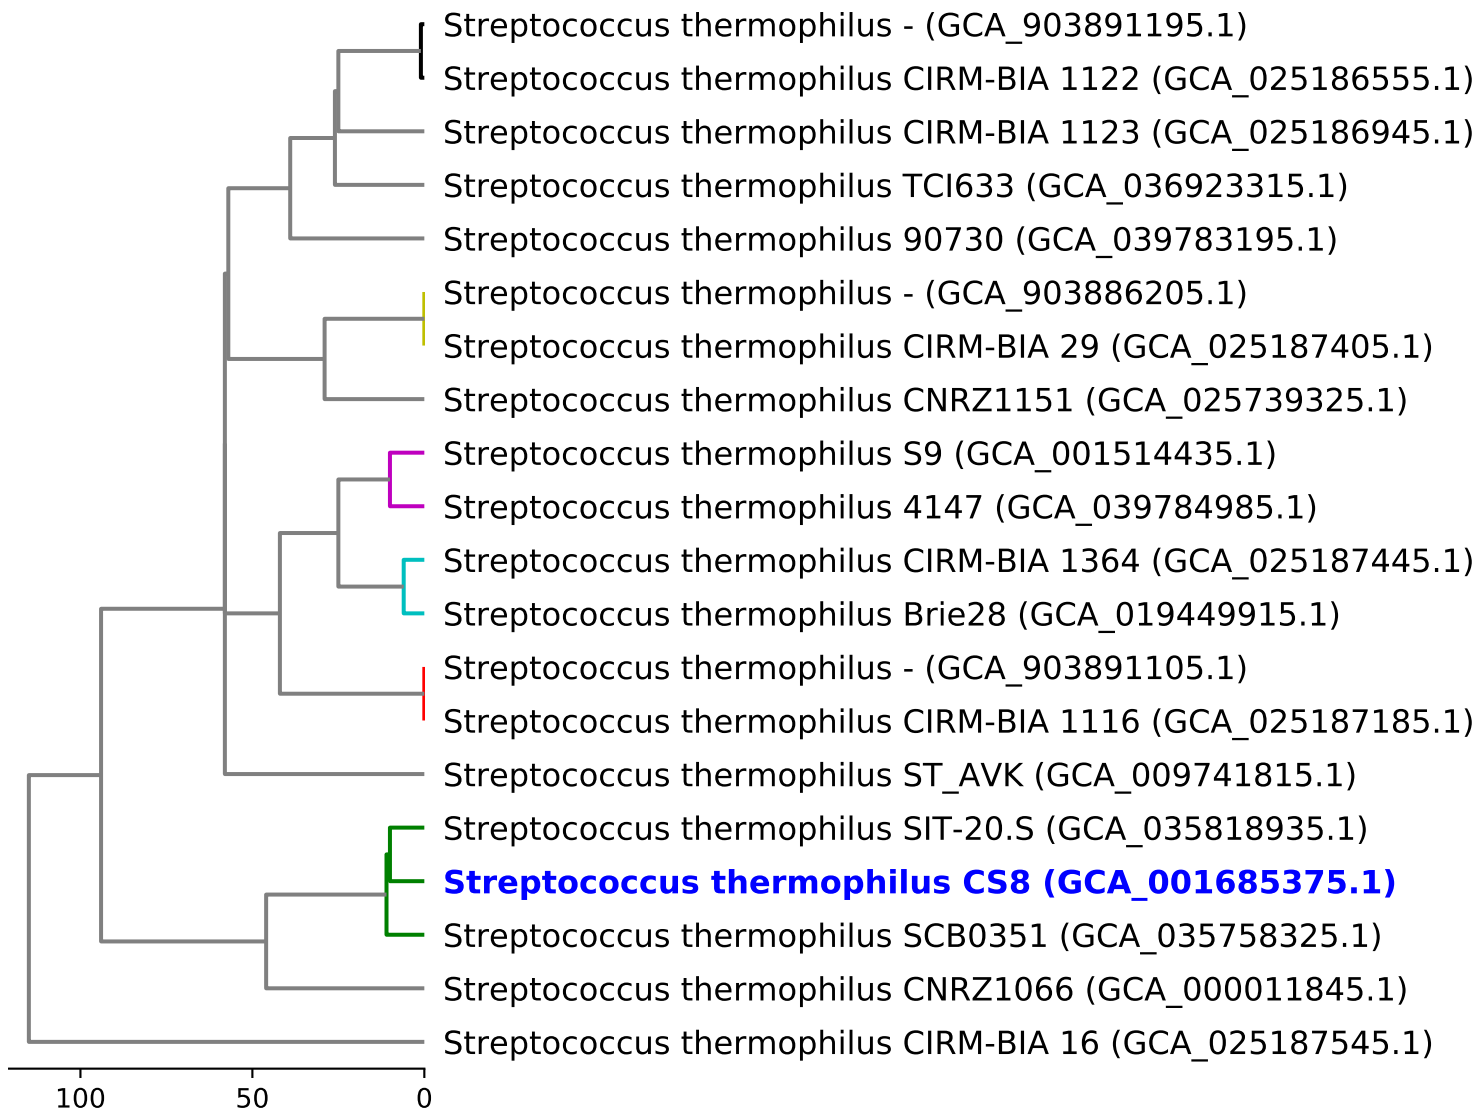 Streptococcus thermophilus - (GCA_903891195.1)
Streptococcus thermophilus CIRM-BIA 1122 (GCA_025186555.1)
Streptococcus thermophilus CIRM-BIA 1123 (GCA_025186945.1)
Streptococcus thermophilus TCI633 (GCA_036923315.1)
Streptococcus thermophilus 90730 (GCA_039783195.1)
Streptococcus thermophilus - (GCA_903886205.1)
Streptococcus thermophilus CIRM-BIA 29 (GCA_025187405.1)
Streptococcus thermophilus CNRZ1151 (GCA_025739325.1)
Streptococcus thermophilus S9 (GCA_001514435.1)
Streptococcus thermophilus 4147 (GCA_039784985.1)
Streptococcus thermophilus CIRM-BIA 1364 (GCA_025187445.1)
Streptococcus thermophilus Brie28 (GCA_019449915.1)
Streptococcus thermophilus - (GCA_903891105.1)
Streptococcus thermophilus CIRM-BIA 1116 (GCA_025187185.1)
Streptococcus thermophilus ST_AVK (GCA_009741815.1)
Streptococcus thermophilus SIT-20.S (GCA_035818935.1)
Streptococcus thermophilus CS8 (GCA_001685375.1)
Streptococcus thermophilus SCB0351 (GCA_035758325.1)
Streptococcus thermophilus CNRZ1066 (GCA_000011845.1)
Streptococcus thermophilus CIRM-BIA 16 (GCA_025187545.1)
100 50 0